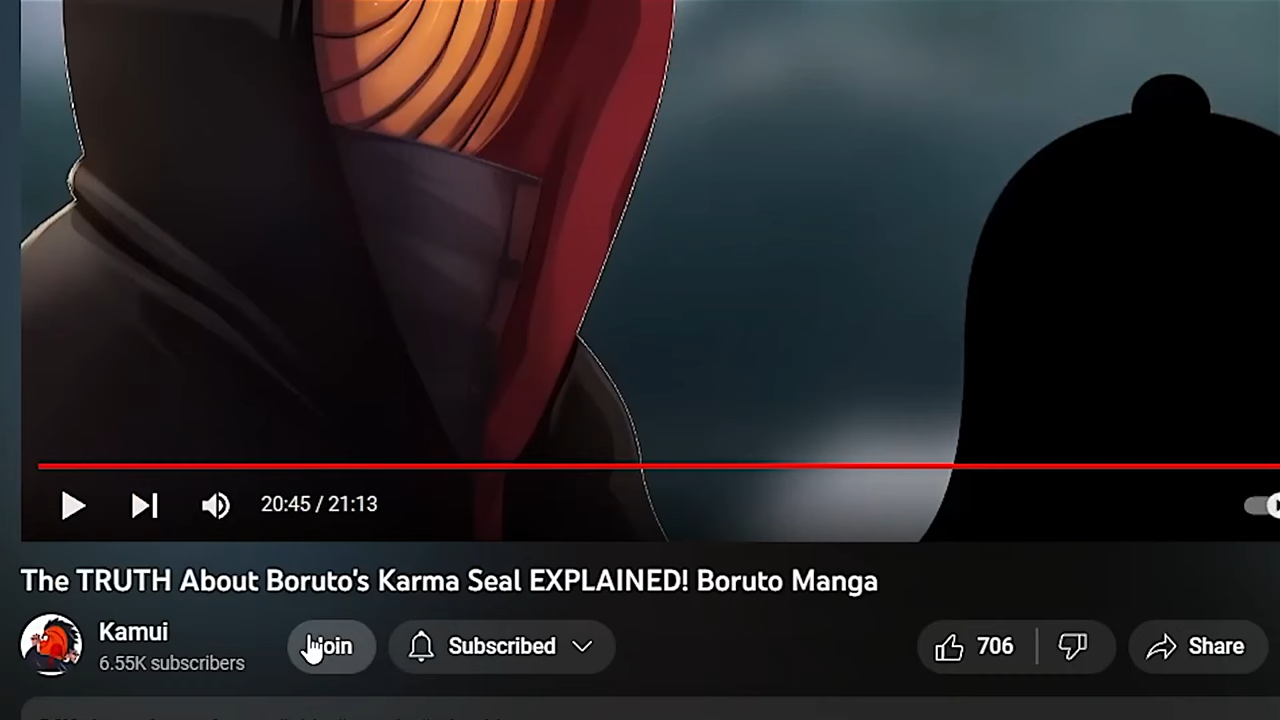 20:45 / 21:13
The TRUTH About Boruto's Karma Seal EXPLAINED! Boruto Manga
Kamui
Join
Subscribed
706
Share
6.55K subscribers